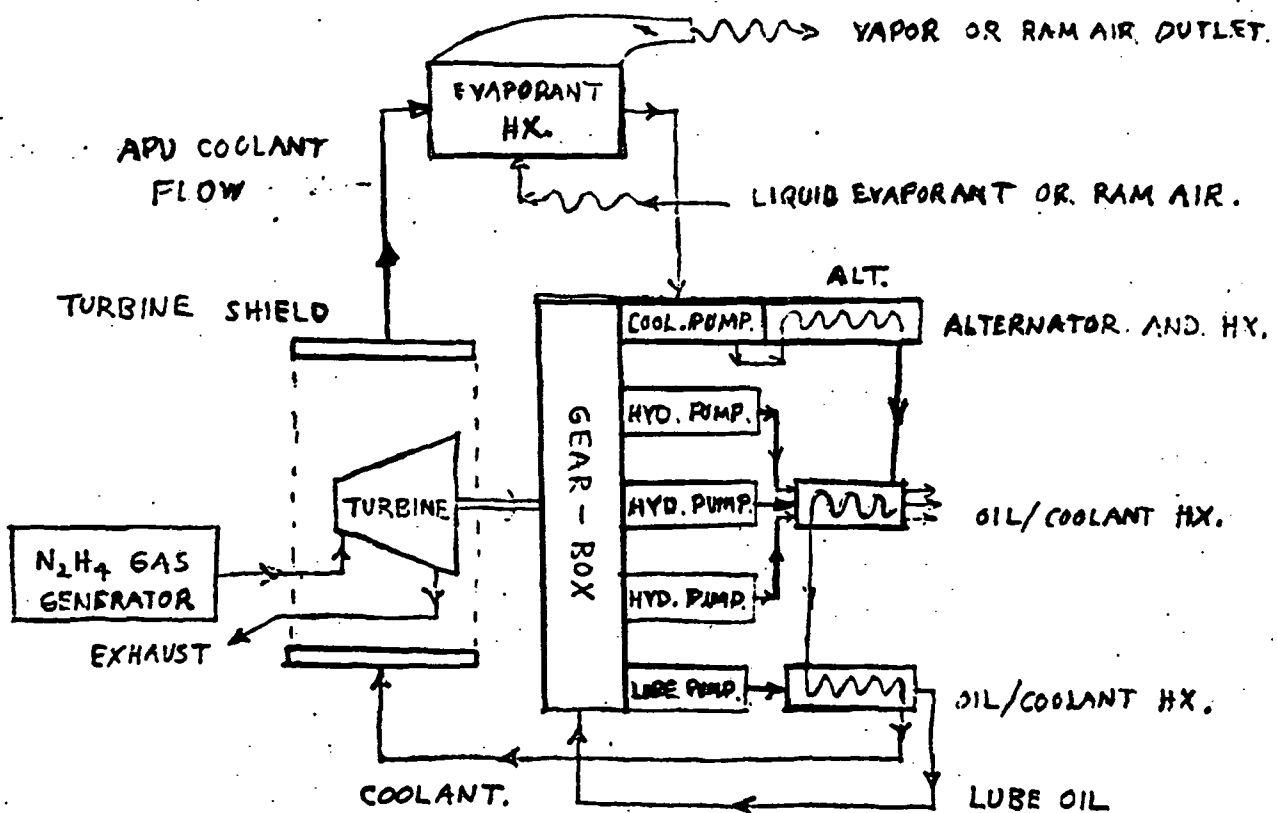 VAPOR OR RAM AIR OUTLET.
EVAPORANT
HX.
APU COOLANT
FLOW
LIQUID EVAPORANT OR RAM AIR.
ALT.
TURBINE SHIELD
COOL. PUMP.
ALTERNATOR AND HX.
HYD. PUMP.
GEAR-BOX
TURBINE
HYD. PUMP.
OIL/COOLANT HX.
N2H4 GAS
GENERATOR
HYD. PUMP.
EXHAUST
LUBE PUMP.
OIL/COOLANT HX.
COOLANT.
LUBE OIL